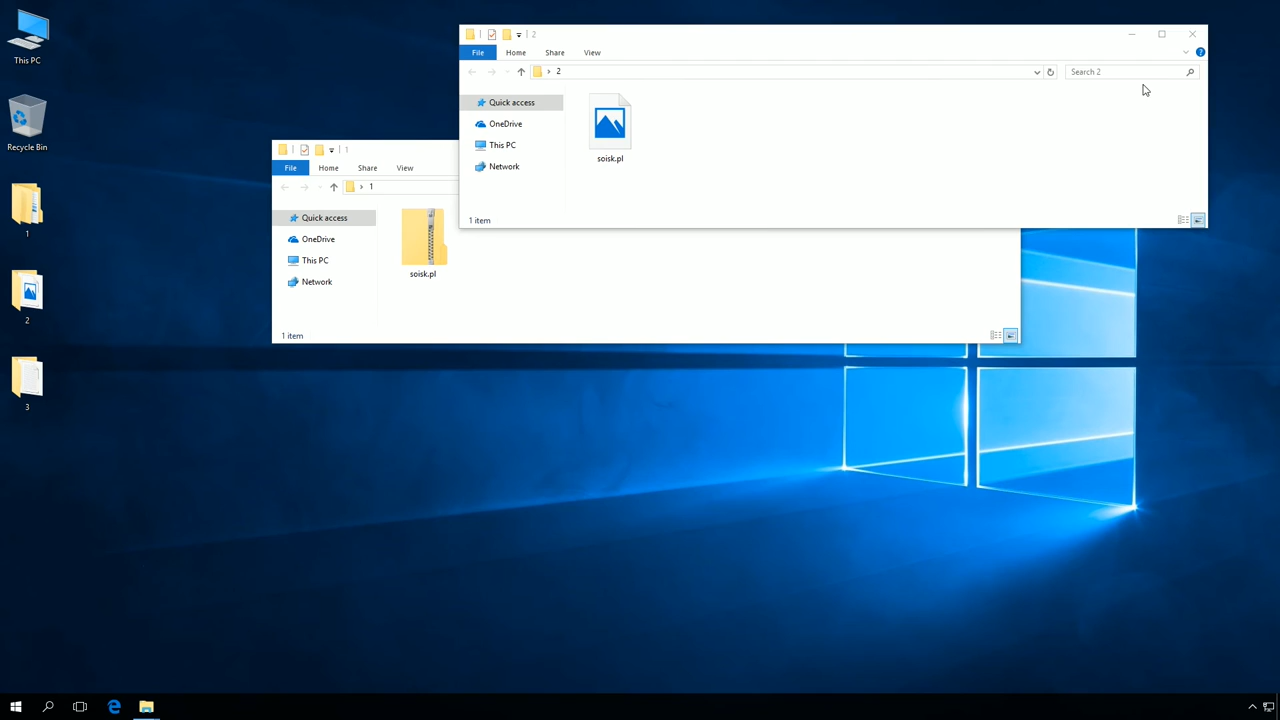 This PC
Recycle Bin
1
2
3
2
File
Home
Share
View
2
Search 2
Quick access
OneDrive
This PC
Network
soisk.pl
1 item
1
File
Home
Share
View
1
Quick access
OneDrive
This PC
Network
soisk.pl
1 item